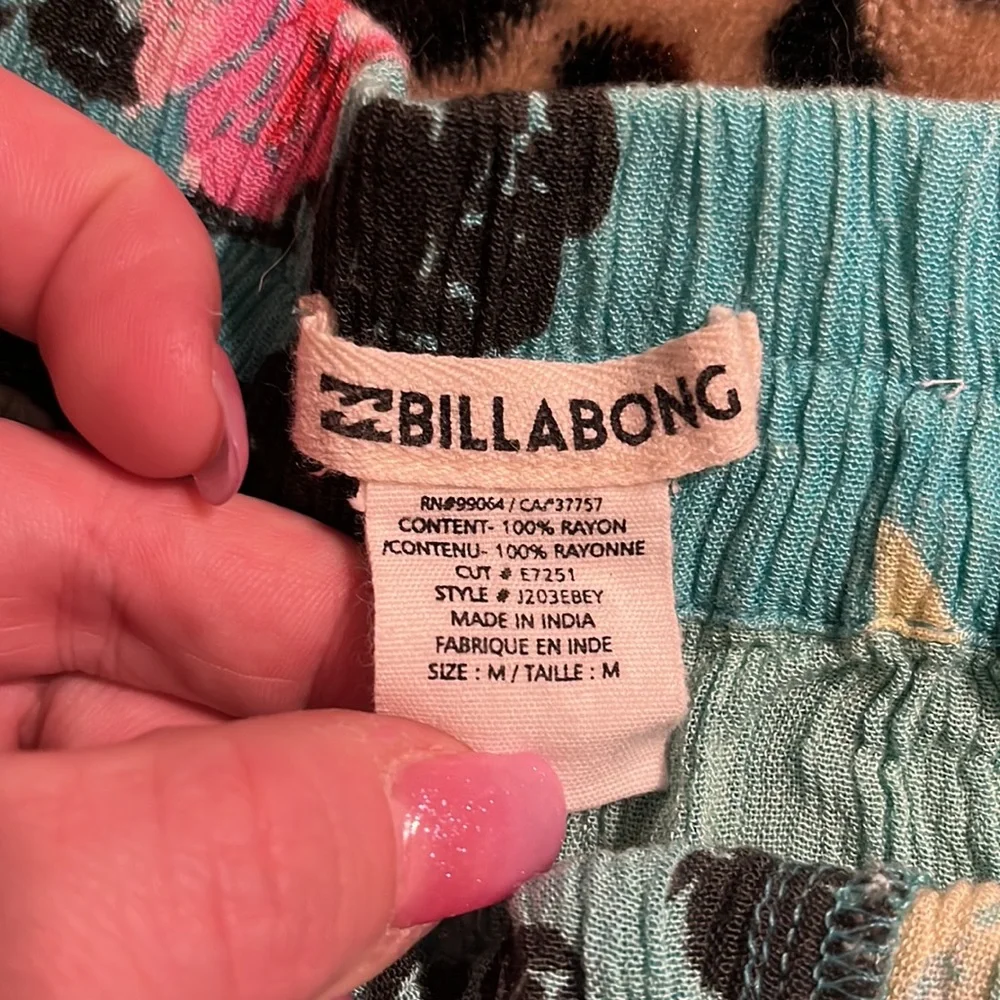 BILLABONG
RN#99064 / CA#37757
CONTENT- 100% RAYON
/CONTENU- 100% RAYONNE
CUT # E7251
STYLE # J203EBEY
MADE IN INDIA
FABRIQUE EN INDE
SIZE : M / TAILLE : M